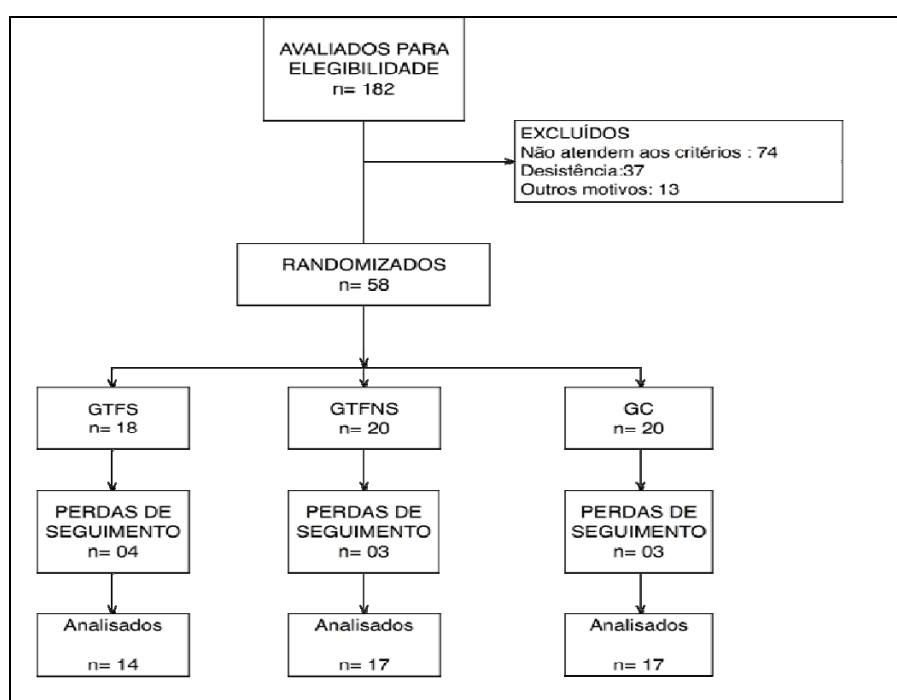 AVALIADOS PARA
ELEGIBILIDADE
n= 182
EXCLUÍDOS
Não atendem aos critérios : 74
Desistência:37
Outros motivos: 13
RANDOMIZADOS
n= 58
GTFS
n= 18
GTFNS
n= 20
GC
n= 20
PERDAS DE
SEGUIMENTO
n= 04
PERDAS DE
SEGUIMENTO
n= 03
PERDAS DE
SEGUIMENTO
n= 03
Analisados
n= 14
Analisados
n= 17
Analisados
n= 17